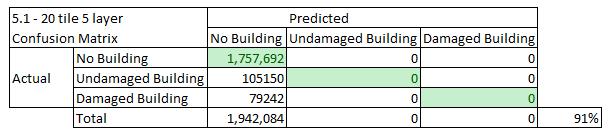 5.1 - 20 tile 5 layer Predicted
Confusion Matrix No Building Undamaged Building Damaged Building
No Building 1,757,692 0 0
Actual Undamaged Building 105150 0 0
Damaged Building 79242 0 0
Total 1,942,084 0 0 91%